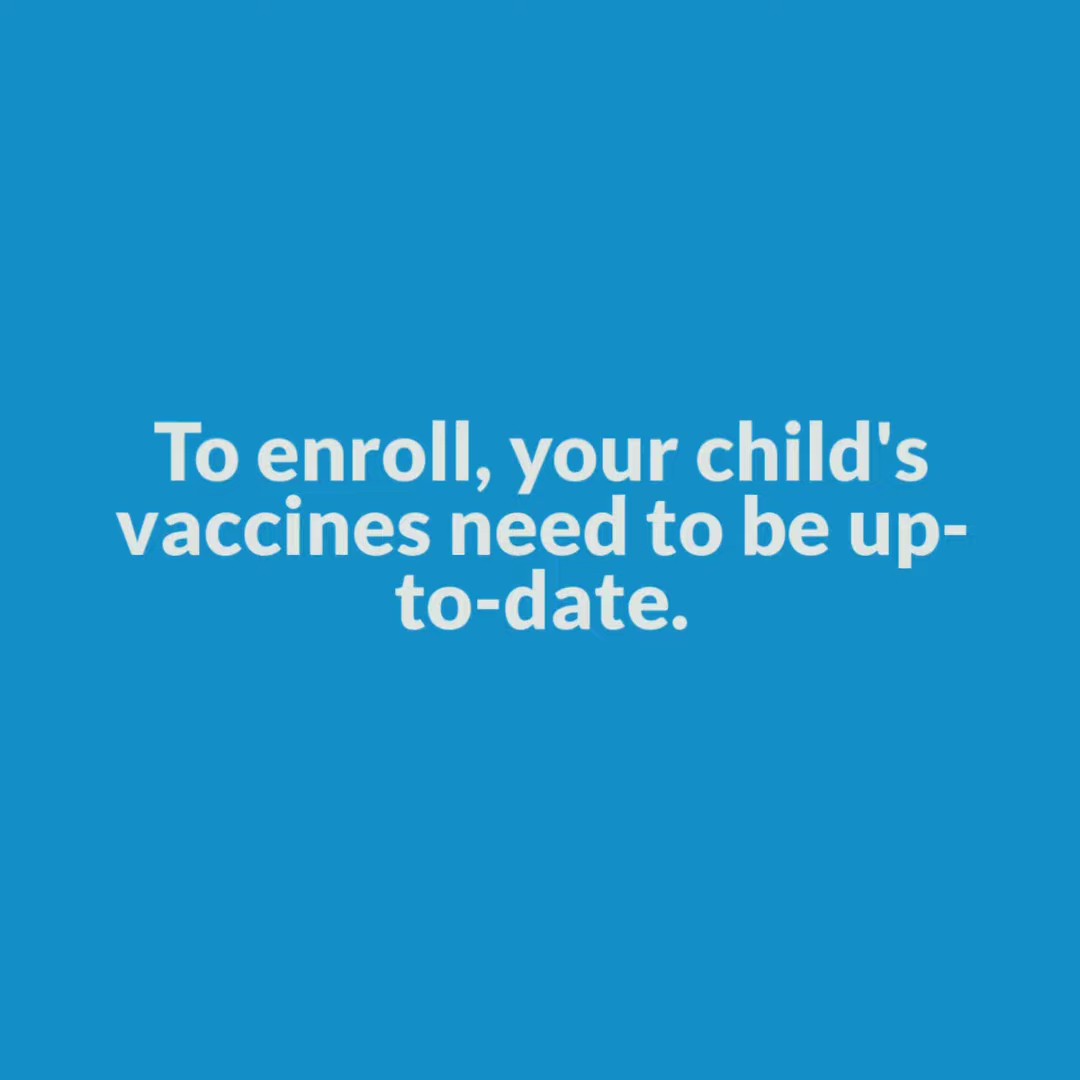 To enroll, your child's
vaccines need to be up-
to-date.